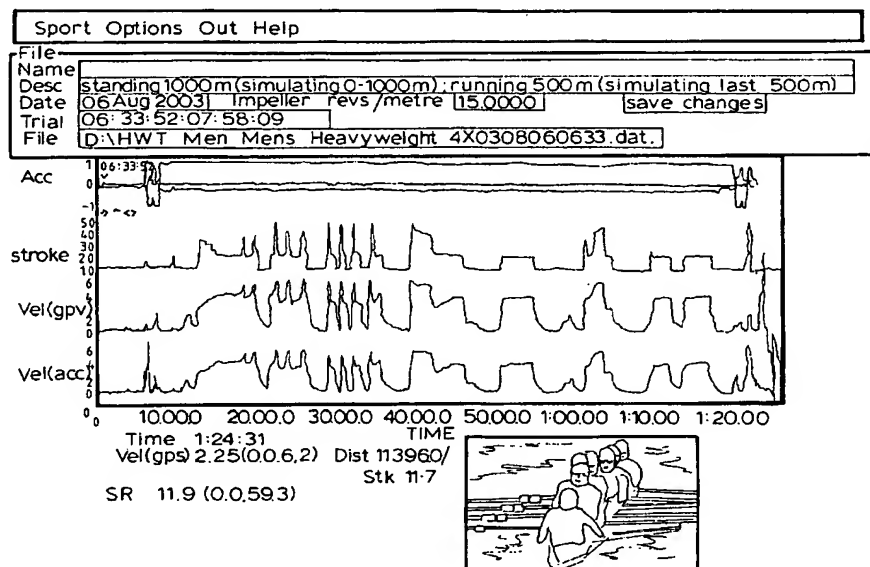 Sport Options Out Help
File
Name
Desc standing 1000m (simulating 0-1000m) : running 500m (simulating last 500m)
Date 06 Aug 2003 Impeller revs/metre 15.0000 save changes
Trial 06:33:52:07:58:09
File D:\HWT Men Mens Heavyweight 4X0308060633.dat.
Acc 1 0 -1
06:33:52
stroke 50 40 30 20 10
Vel(gpv) 6 4 2 0
Vel(acc) 6 4 2 0
0
0 10.00.0 20.00.0 30.00.0 40.00.0 50.00.0 1:00.00 1:10.00 1:20.00
TIME
Time 1:24:31
Vel(gps) 2.25(0.0.6,2) Dist 113960/
Stk 11·7
SR 11.9 (0.0,59.3)